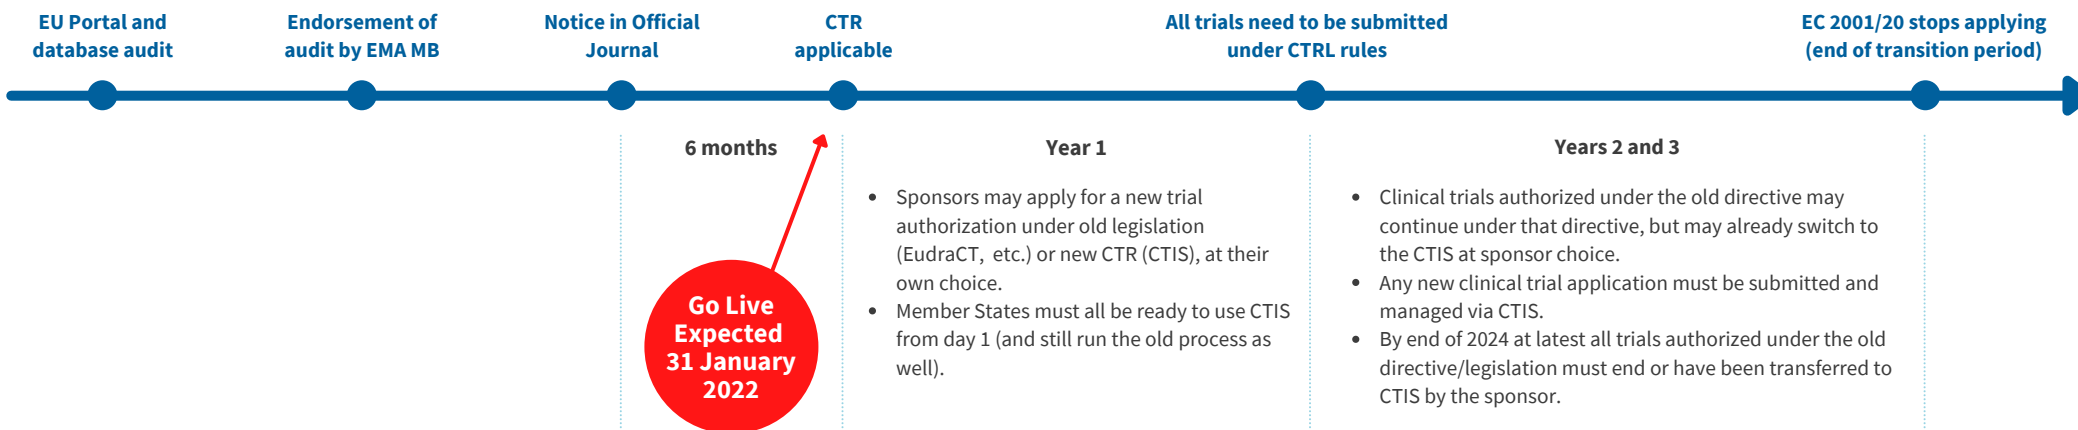 EU Portal and
database audit
Endorsement of
audit by EMA MB
Notice in Official
Journal
CTR
applicable
All trials need to be submitted
under CTRL rules
EC 2001/20 stops applying
(end of transition period)
6 months
Go Live
Expected
31 January
2022
Year 1
• Sponsors may apply for a new trial
authorization under old legislation
(EudraCT, etc.) or new CTR (CTIS), at their
own choice.
• Member States must all be ready to use CTIS
from day 1 (and still run the old process as
well).
Years 2 and 3
• Clinical trials authorized under the old directive may
continue under that directive, but may already switch to
the CTIS at sponsor choice.
• Any new clinical trial application must be submitted and
managed via CTIS.
• By end of 2024 at latest all trials authorized under the old
directive/legislation must end or have been transferred to
CTIS by the sponsor.